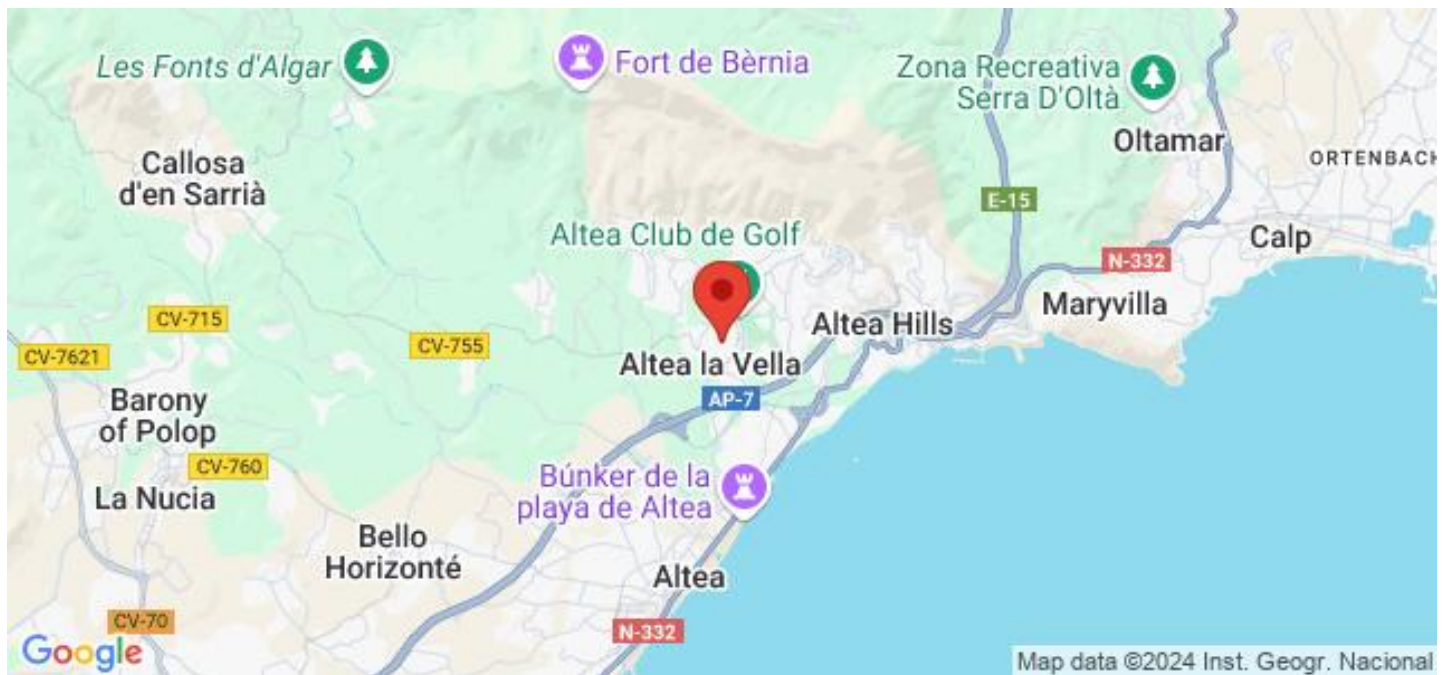 Les Fonts d'Algar
Fort de Bèrnia
Zona Recreativa
Serra D'Oltà
Oltamar
ORTENBACH
Callosa
d'en Sarrià
E-15
Altea Club de Golf
Calp
N-332
Maryvilla
CV-715
Altea Hills
CV-755
CV-7621
Altea la Vella
AP-7
Barony
of Polop
CV-760
La Nucia
Búnker de la
playa de Altea
Bello
Horizonté
Altea
CV-70
N-332
Google
Map data ©2024 Inst. Geogr. Nacional